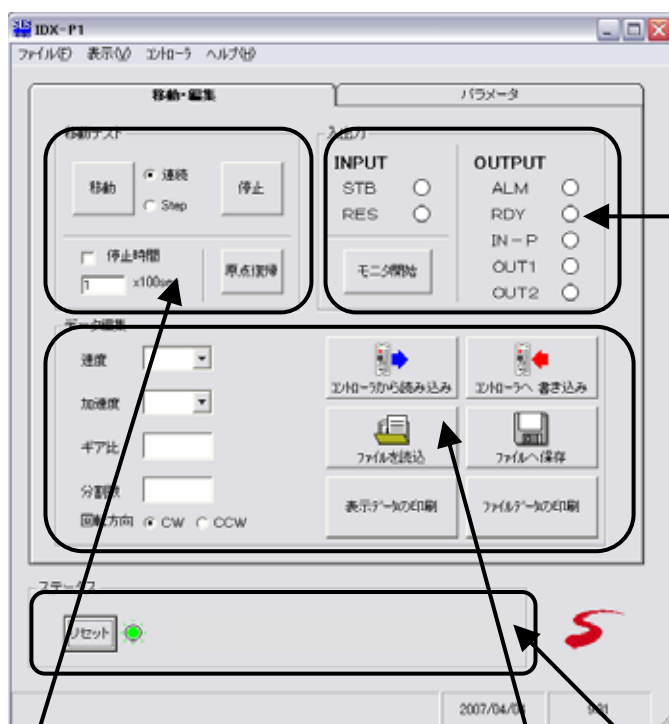 IDX-P1
ファイル(F) 表示(V) コントローラ ヘルプ(H)
移動・編集
パラメータ
移動テスト
移動
連続
Step
停止
停止時間
1
原点復帰
入出力
INPUT
STB
RES
モニタ開始
OUTPUT
ALM
RDY
IN-P
OUT1
OUT2
データ編集
速度
加速度
ギア比
分割数
回転方向 CW CCW
コントローラから読み込み
コントローラへ 書き込み
ファイルを読込
ファイルへ保存
表示データの印刷
ファイルデータの印刷
ステータス
リセット